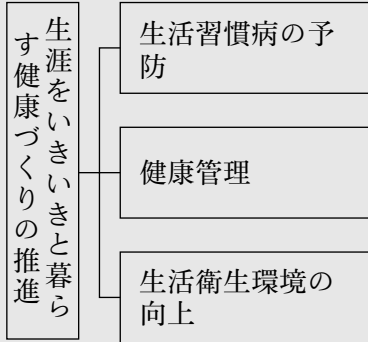 生涯をいきいきと暮ら
す健康づくりの推進
生活習慣病の予
防
健康管理
生活衛生環境の
向上